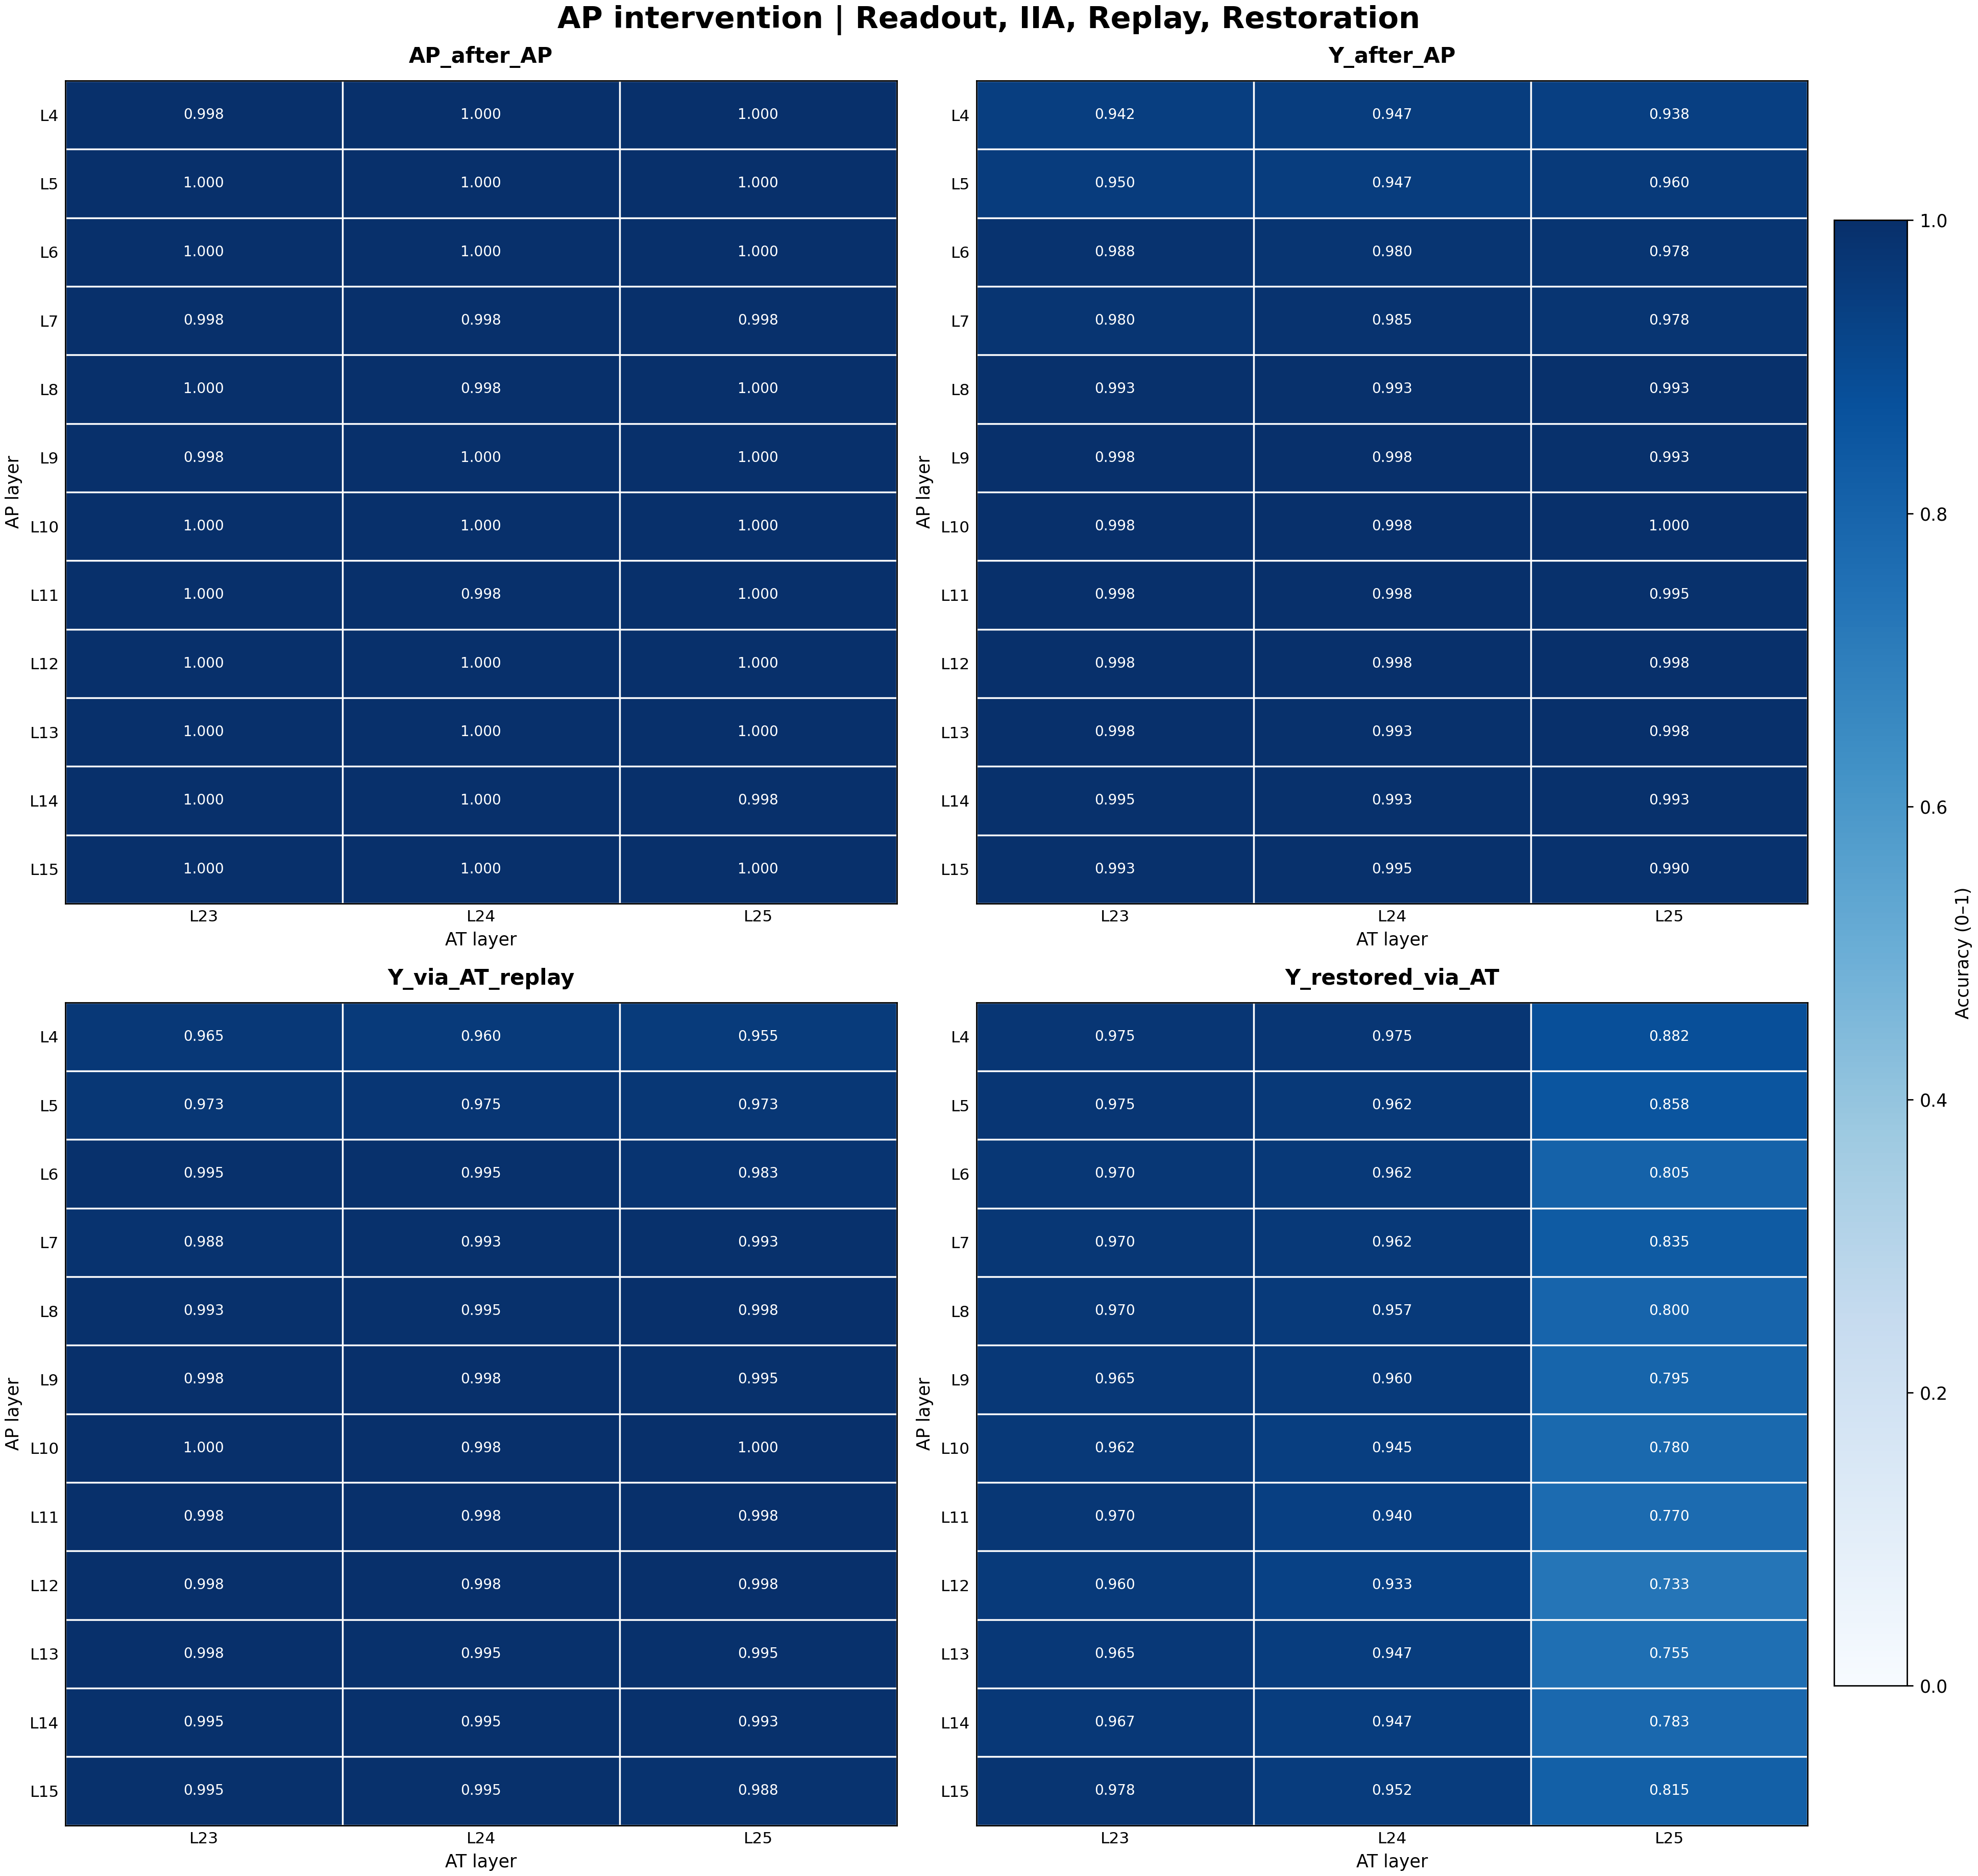 AP intervention | Readout, IIA, Replay, Restoration
AP_after_AP
AP layer
L4 0.998 1.000 1.000
L5 1.000 1.000 1.000
L6 1.000 1.000 1.000
L7 0.998 0.998 0.998
L8 1.000 0.998 1.000
L9 0.998 1.000 1.000
L10 1.000 1.000 1.000
L11 1.000 0.998 1.000
L12 1.000 1.000 1.000
L13 1.000 1.000 1.000
L14 1.000 1.000 0.998
L15 1.000 1.000 1.000
L23 L24 L25
AT layer
Y_after_AP
AP layer
L4 0.942 0.947 0.938
L5 0.950 0.947 0.960
L6 0.988 0.980 0.978
L7 0.980 0.985 0.978
L8 0.993 0.993 0.993
L9 0.998 0.998 0.993
L10 0.998 0.998 1.000
L11 0.998 0.998 0.995
L12 0.998 0.998 0.998
L13 0.998 0.993 0.998
L14 0.995 0.993 0.993
L15 0.993 0.995 0.990
L23 L24 L25
AT layer
Y_via_AT_replay
AP layer
L4 0.965 0.960 0.955
L5 0.973 0.975 0.973
L6 0.995 0.995 0.983
L7 0.988 0.993 0.993
L8 0.993 0.995 0.998
L9 0.998 0.998 0.995
L10 1.000 0.998 1.000
L11 0.998 0.998 0.998
L12 0.998 0.998 0.998
L13 0.998 0.995 0.995
L14 0.995 0.995 0.993
L15 0.995 0.995 0.988
L23 L24 L25
AT layer
Y_restored_via_AT
AP layer
L4 0.975 0.975 0.882
L5 0.975 0.962 0.858
L6 0.970 0.962 0.805
L7 0.970 0.962 0.835
L8 0.970 0.957 0.800
L9 0.965 0.960 0.795
L10 0.962 0.945 0.780
L11 0.970 0.940 0.770
L12 0.960 0.933 0.733
L13 0.965 0.947 0.755
L14 0.967 0.947 0.783
L15 0.978 0.952 0.815
L23 L24 L25
AT layer
1.0
0.8
0.6
0.4
0.2
0.0
Accuracy (0–1)